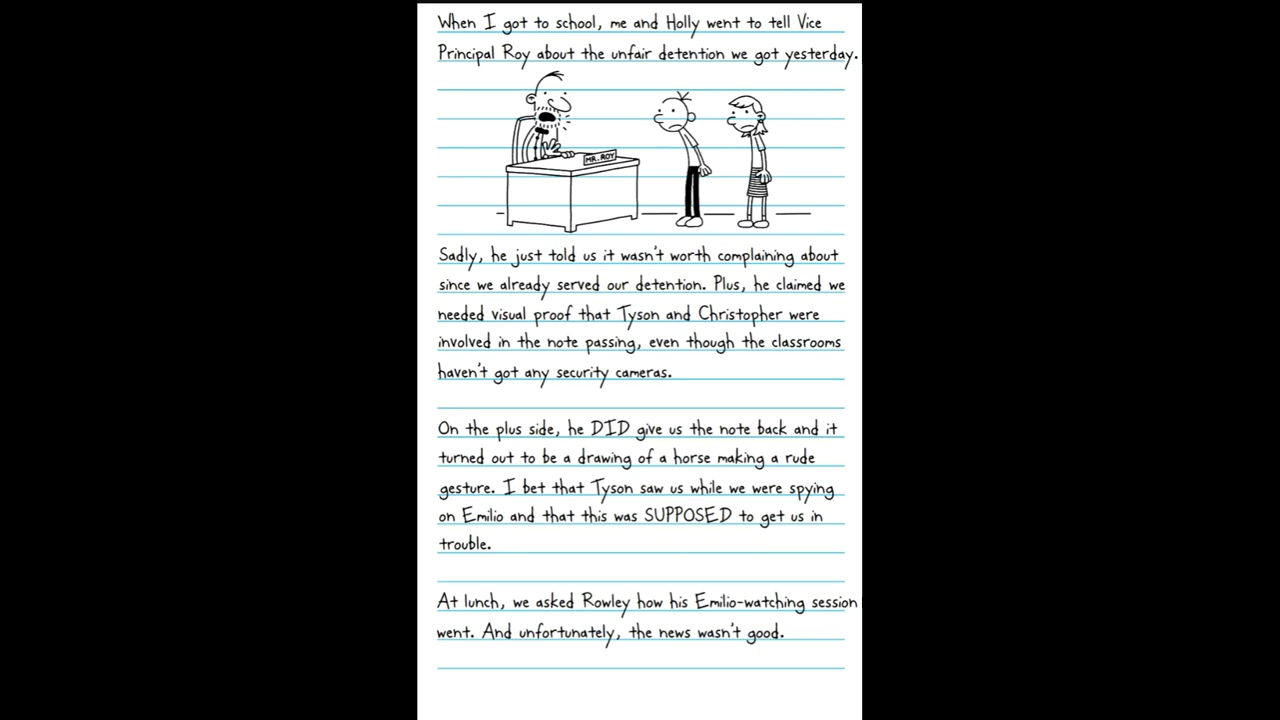 When I got to school, me and Holly went to tell Vice
Principal Roy about the unfair detention we got yesterday.
MR. ROY
Sadly, he just told us it wasn't worth complaining about
since we already served our detention. Plus, he claimed we
needed visual proof that Tyson and Christopher were
involved in the note passing, even though the classrooms
haven't got any security cameras.
On the plus side, he DID give us the note back and it
turned out to be a drawing of a horse making a rude
gesture. I bet that Tyson saw us while we were spying
on Emilio and that this was SUPPOSED to get us in
trouble.
At lunch, we asked Rowley how his Emilio-watching session
went. And unfortunately, the news wasn't good.